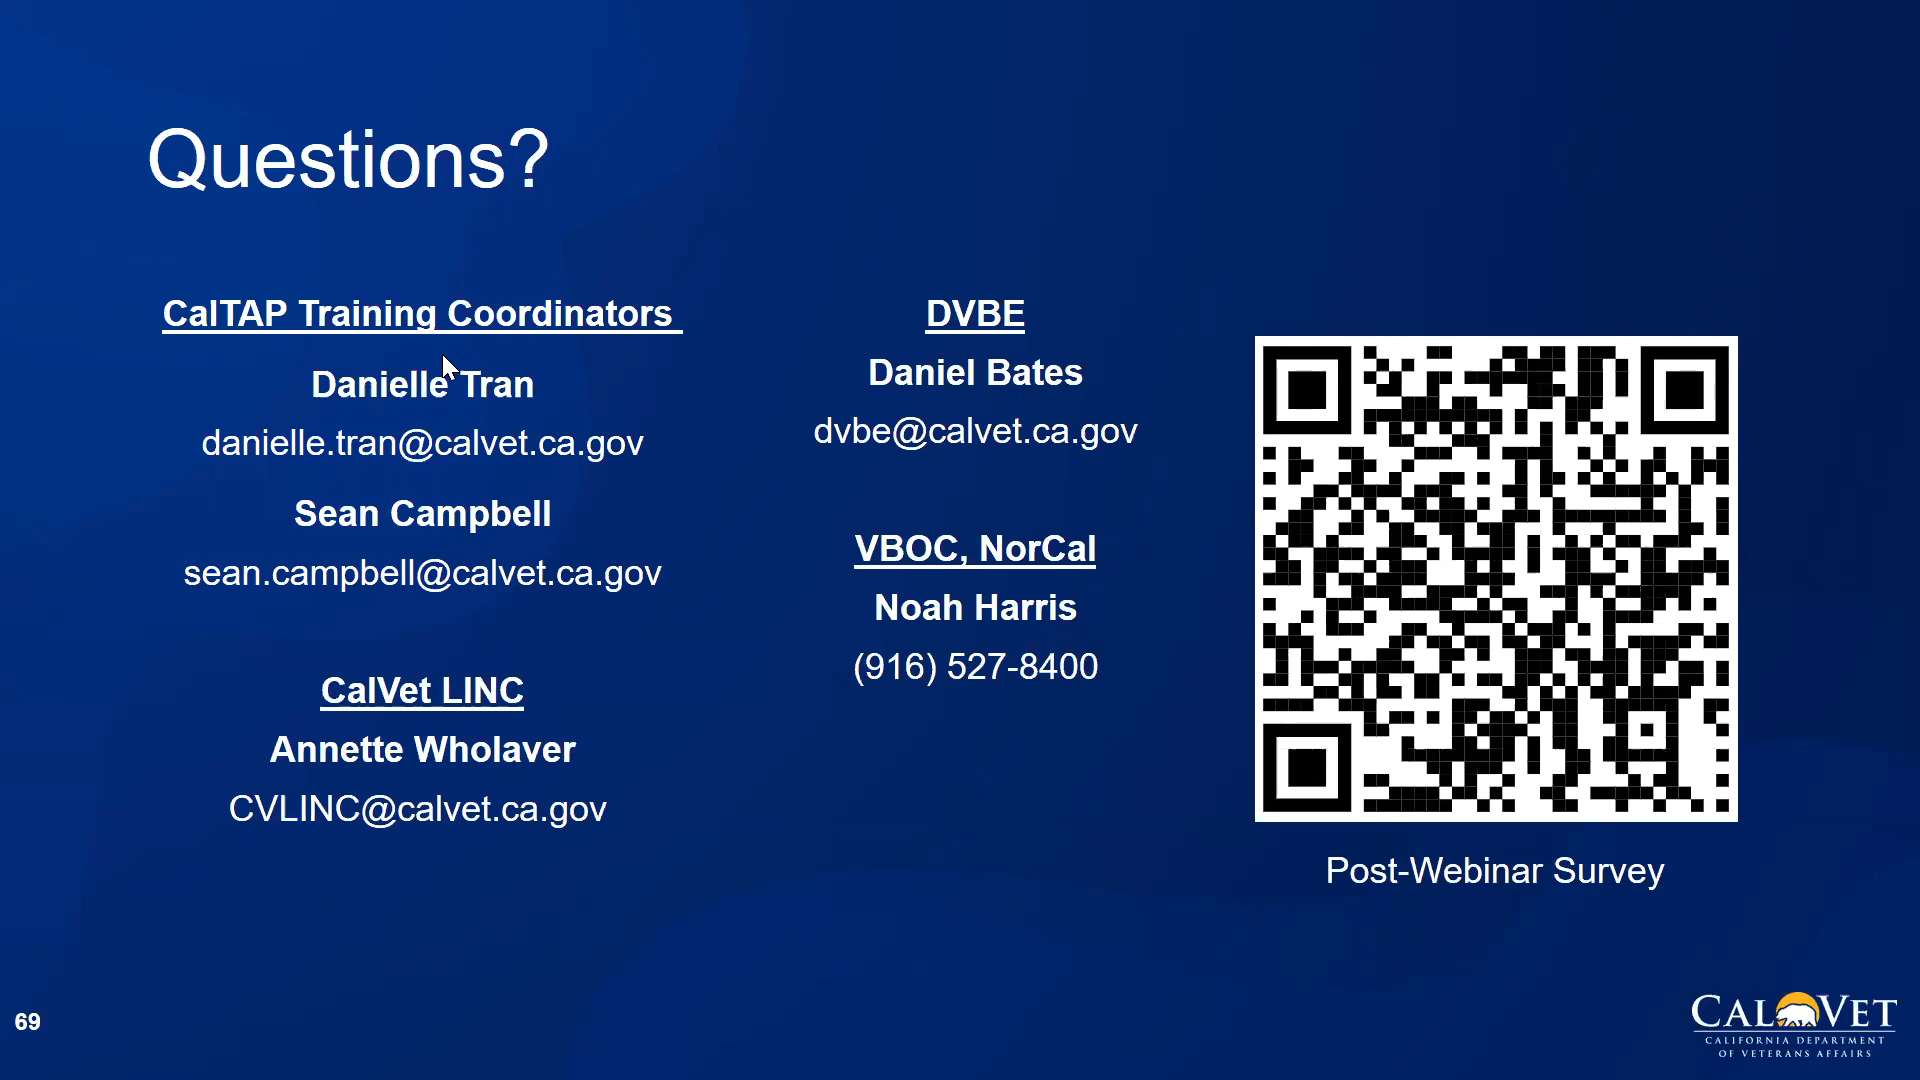 Questions?
CalTAP Training Coordinators
Danielle Tran
danielle.tran@calvet.ca.gov
Sean Campbell
sean.campbell@calvet.ca.gov
CalVet LINC
Annette Wholaver
CVLINC@calvet.ca.gov
DVBE
Daniel Bates
dvbe@calvet.ca.gov
VBOC, NorCal
Noah Harris
(916) 527-8400
Post-Webinar Survey
69
CALVET
CALIFORNIA DEPARTMENT
OF VETERANS AFFAIRS